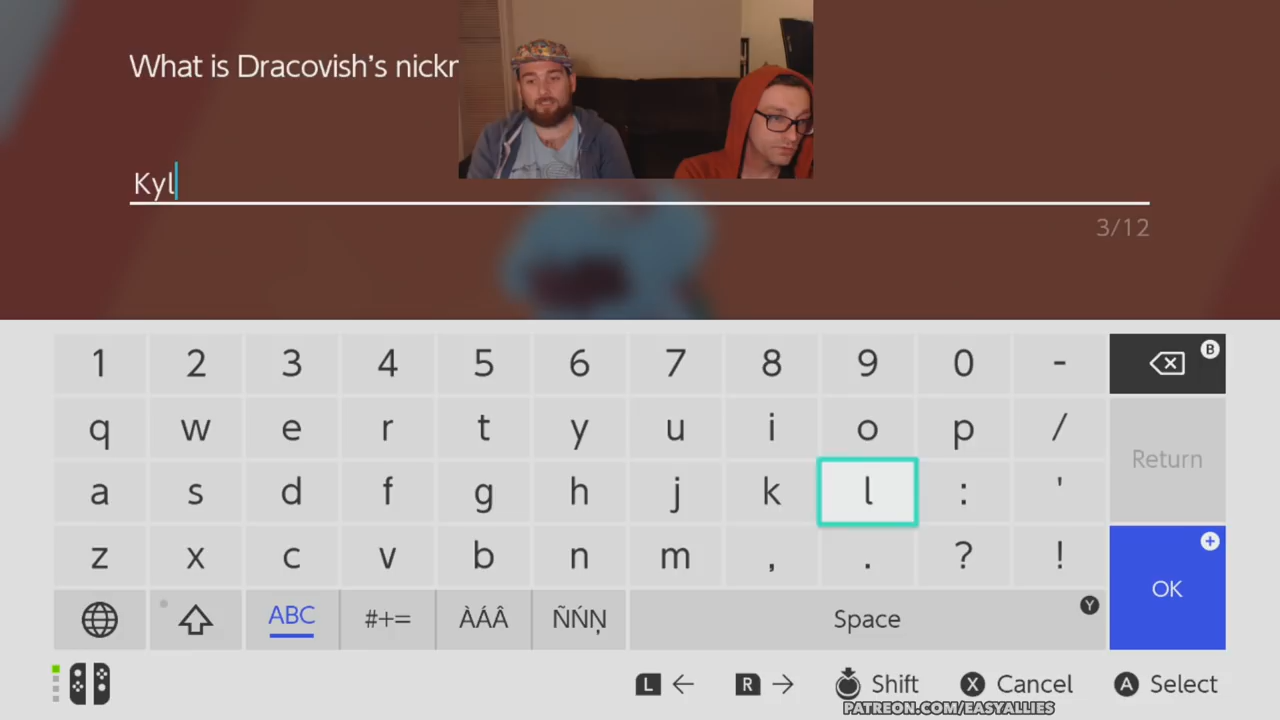 What is Dracovish's nickr
Kyl
3/12
1 2 3 4 5 6 7 8 9 0 - B
q w e r t y u i o p / Return
a s d f g h j k l : '
z x c v b n m , . ? ! + OK
ABC #+= ÀÁÂ ÑŃŅ Space Y
L ← R → Shift X Cancel A Select
PATREON.COM/EASYALLIES